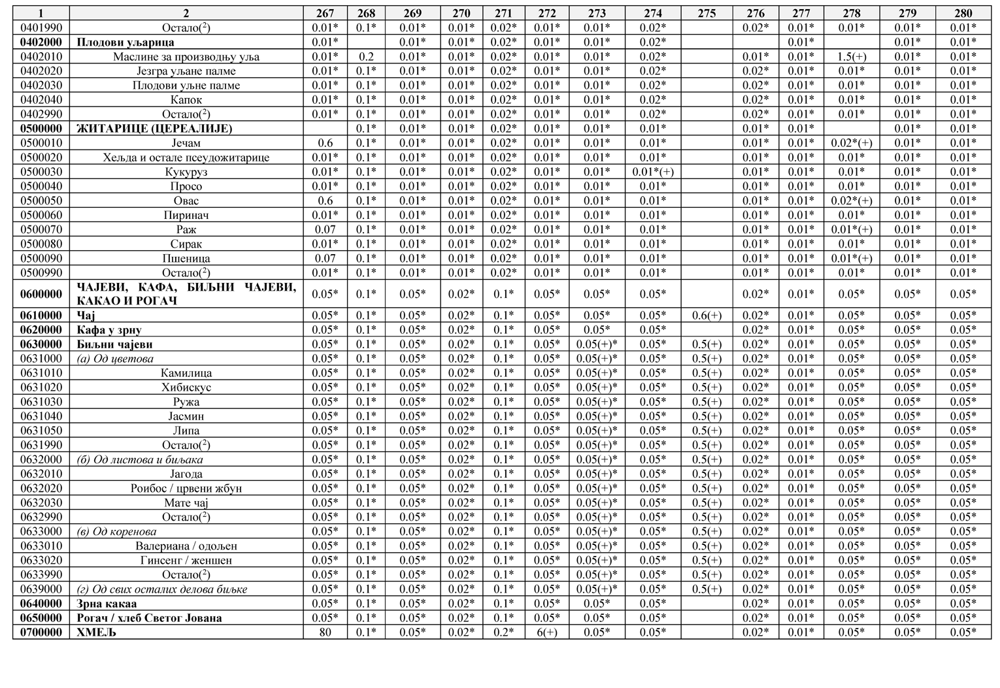 1 2 267 268 269 270 271 272 273 274 275 276 277 278 279 280
0401990 Остало(²) 0.01* 0.1* 0.01* 0.01* 0.02* 0.01* 0.01* 0.02* 0.02* 0.01* 0.01* 0.01* 0.01*
0402000 Плодови уљарица 0.01* 0.01* 0.01* 0.02* 0.01* 0.01* 0.02* 0.01* 0.01* 0.01*
0402010 Маслине за производњу уља 0.01* 0.2 0.01* 0.01* 0.02* 0.01* 0.01* 0.02* 0.01* 0.01* 1.5(+) 0.01* 0.01*
0402020 Језгра уљане палме 0.01* 0.1* 0.01* 0.01* 0.02* 0.01* 0.01* 0.02* 0.02* 0.01* 0.01* 0.01* 0.01*
0402030 Плодови уљне палме 0.01* 0.1* 0.01* 0.01* 0.02* 0.01* 0.01* 0.02* 0.02* 0.01* 0.01* 0.01* 0.01*
0402040 Капок 0.01* 0.1* 0.01* 0.01* 0.02* 0.01* 0.01* 0.02* 0.02* 0.01* 0.01* 0.01* 0.01*
0402990 Остало(²) 0.01* 0.1* 0.01* 0.01* 0.02* 0.01* 0.01* 0.02* 0.02* 0.01* 0.01* 0.01* 0.01*
0500000 ЖИТАРИЦЕ (ЦЕРЕАЛИЈЕ) 0.1* 0.01* 0.01* 0.02* 0.01* 0.01* 0.01* 0.01* 0.01* 0.01* 0.01*
0500010 Јечам 0.6 0.1* 0.01* 0.01* 0.02* 0.01* 0.01* 0.01* 0.01* 0.01* 0.02*(+) 0.01* 0.01*
0500020 Хељда и остале псеудожитарице 0.01* 0.1* 0.01* 0.01* 0.02* 0.01* 0.01* 0.01* 0.01* 0.01* 0.01* 0.01* 0.01*
0500030 Кукуруз 0.01* 0.1* 0.01* 0.01* 0.02* 0.01* 0.01* 0.01*(+) 0.01* 0.01* 0.01* 0.01* 0.01*
0500040 Просо 0.01* 0.1* 0.01* 0.01* 0.02* 0.01* 0.01* 0.01* 0.01* 0.01* 0.01* 0.01* 0.01*
0500050 Овас 0.6 0.1* 0.01* 0.01* 0.02* 0.01* 0.01* 0.01* 0.01* 0.01* 0.02*(+) 0.01* 0.01*
0500060 Пиринач 0.01* 0.1* 0.01* 0.01* 0.02* 0.01* 0.01* 0.01* 0.01* 0.01* 0.01* 0.01* 0.01*
0500070 Раж 0.07 0.1* 0.01* 0.01* 0.02* 0.01* 0.01* 0.01* 0.01* 0.01* 0.01*(+) 0.01* 0.01*
0500080 Сирак 0.01* 0.1* 0.01* 0.01* 0.02* 0.01* 0.01* 0.01* 0.01* 0.01* 0.01* 0.01* 0.01*
0500090 Пшеница 0.07 0.1* 0.01* 0.01* 0.02* 0.01* 0.01* 0.01* 0.01* 0.01* 0.01*(+) 0.01* 0.01*
0500990 Остало(²) 0.01* 0.1* 0.01* 0.01* 0.02* 0.01* 0.01* 0.01* 0.01* 0.01* 0.01* 0.01* 0.01*
0600000 ЧАЈЕВИ, КАФА, БИЉНИ ЧАЈЕВИ,
КАКАО И РОГАЧ 0.05* 0.1* 0.05* 0.02* 0.1* 0.05* 0.05* 0.05* 0.02* 0.01* 0.05* 0.05* 0.05*
0610000 Чај 0.05* 0.1* 0.05* 0.02* 0.1* 0.05* 0.05* 0.05* 0.6(+) 0.02* 0.01* 0.05* 0.05* 0.05*
0620000 Кафа у зрну 0.05* 0.1* 0.05* 0.02* 0.1* 0.05* 0.05* 0.05* 0.02* 0.01* 0.05* 0.05* 0.05*
0630000 Биљни чајеви 0.05* 0.1* 0.05* 0.02* 0.1* 0.05* 0.05(+)* 0.05* 0.5(+) 0.02* 0.01* 0.05* 0.05* 0.05*
0631000 (а) Од цветова 0.05* 0.1* 0.05* 0.02* 0.1* 0.05* 0.05(+)* 0.05* 0.5(+) 0.02* 0.01* 0.05* 0.05* 0.05*
0631010 Камилица 0.05* 0.1* 0.05* 0.02* 0.1* 0.05* 0.05(+)* 0.05* 0.5(+) 0.02* 0.01* 0.05* 0.05* 0.05*
0631020 Хибискус 0.05* 0.1* 0.05* 0.02* 0.1* 0.05* 0.05(+)* 0.05* 0.5(+) 0.02* 0.01* 0.05* 0.05* 0.05*
0631030 Ружа 0.05* 0.1* 0.05* 0.02* 0.1* 0.05* 0.05(+)* 0.05* 0.5(+) 0.02* 0.01* 0.05* 0.05* 0.05*
0631040 Јасмин 0.05* 0.1* 0.05* 0.02* 0.1* 0.05* 0.05(+)* 0.05* 0.5(+) 0.02* 0.01* 0.05* 0.05* 0.05*
0631050 Липа 0.05* 0.1* 0.05* 0.02* 0.1* 0.05* 0.05(+)* 0.05* 0.5(+) 0.02* 0.01* 0.05* 0.05* 0.05*
0631990 Остало(²) 0.05* 0.1* 0.05* 0.02* 0.1* 0.05* 0.05(+)* 0.05* 0.5(+) 0.02* 0.01* 0.05* 0.05* 0.05*
0632000 (б) Од листова и биљака 0.05* 0.1* 0.05* 0.02* 0.1* 0.05* 0.05(+)* 0.05* 0.5(+) 0.02* 0.01* 0.05* 0.05* 0.05*
0632010 Јагода 0.05* 0.1* 0.05* 0.02* 0.1* 0.05* 0.05(+)* 0.05* 0.5(+) 0.02* 0.01* 0.05* 0.05* 0.05*
0632020 Роибос / црвени жбун 0.05* 0.1* 0.05* 0.02* 0.1* 0.05* 0.05(+)* 0.05* 0.5(+) 0.02* 0.01* 0.05* 0.05* 0.05*
0632030 Мате чај 0.05* 0.1* 0.05* 0.02* 0.1* 0.05* 0.05(+)* 0.05* 0.5(+) 0.02* 0.01* 0.05* 0.05* 0.05*
0632990 Остало(²) 0.05* 0.1* 0.05* 0.02* 0.1* 0.05* 0.05(+)* 0.05* 0.5(+) 0.02* 0.01* 0.05* 0.05* 0.05*
0633000 (в) Од коренова 0.05* 0.1* 0.05* 0.02* 0.1* 0.05* 0.05(+)* 0.05* 0.5(+) 0.02* 0.01* 0.05* 0.05* 0.05*
0633010 Валериана / одољен 0.05* 0.1* 0.05* 0.02* 0.1* 0.05* 0.05(+)* 0.05* 0.5(+) 0.02* 0.01* 0.05* 0.05* 0.05*
0633020 Гинсенг / женшен 0.05* 0.1* 0.05* 0.02* 0.1* 0.05* 0.05(+)* 0.05* 0.5(+) 0.02* 0.01* 0.05* 0.05* 0.05*
0633990 Остало(²) 0.05* 0.1* 0.05* 0.02* 0.1* 0.05* 0.05(+)* 0.05* 0.5(+) 0.02* 0.01* 0.05* 0.05* 0.05*
0639000 (г) Од свих осталих делова биљке 0.05* 0.1* 0.05* 0.02* 0.1* 0.05* 0.05(+)* 0.05* 0.5(+) 0.02* 0.01* 0.05* 0.05* 0.05*
0640000 Зрна какаа 0.05* 0.1* 0.05* 0.02* 0.1* 0.05* 0.05* 0.05* 0.02* 0.01* 0.05* 0.05* 0.05*
0650000 Рогач / хлеб Светог Јована 0.05* 0.1* 0.05* 0.02* 0.1* 0.05* 0.05* 0.05* 0.02* 0.01* 0.05* 0.05* 0.05*
0700000 ХМЕЉ 80 0.1* 0.05* 0.02* 0.2* 6(+) 0.05* 0.05* 0.02* 0.01* 0.05* 0.05* 0.05*